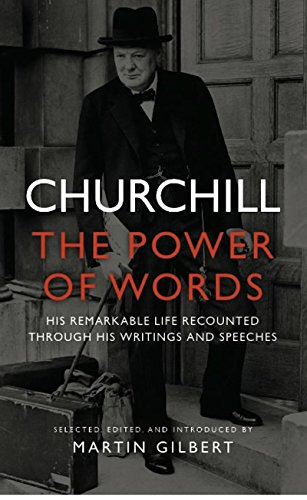 CHURCHILL
THE POWER
OF WORDS
HIS REMARKABLE LIFE RECOUNTED
THROUGH HIS WRITINGS AND SPEECHES
SELECTED, EDITED, AND INTRODUCED BY
MARTIN GILBERT